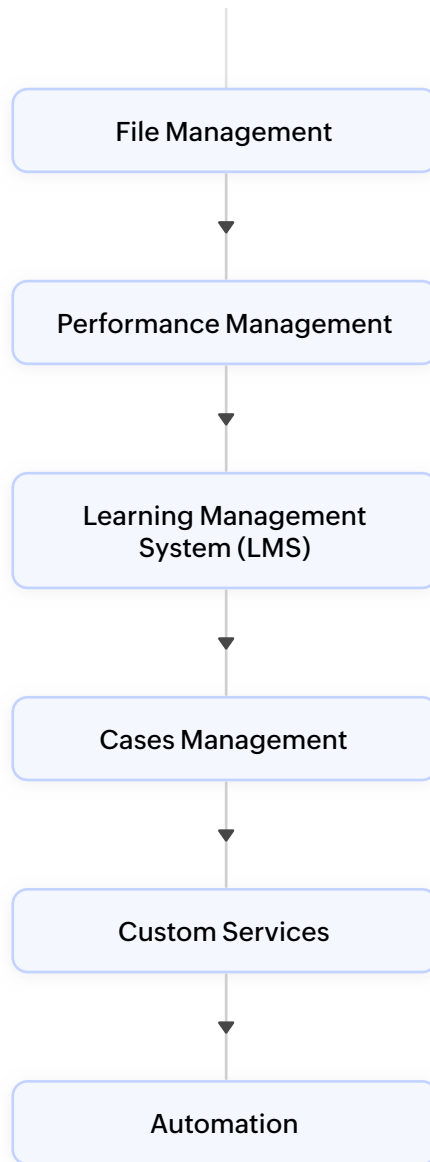 File Management
Performance Management
Learning Management
System (LMS)
Cases Management
Custom Services
Automation